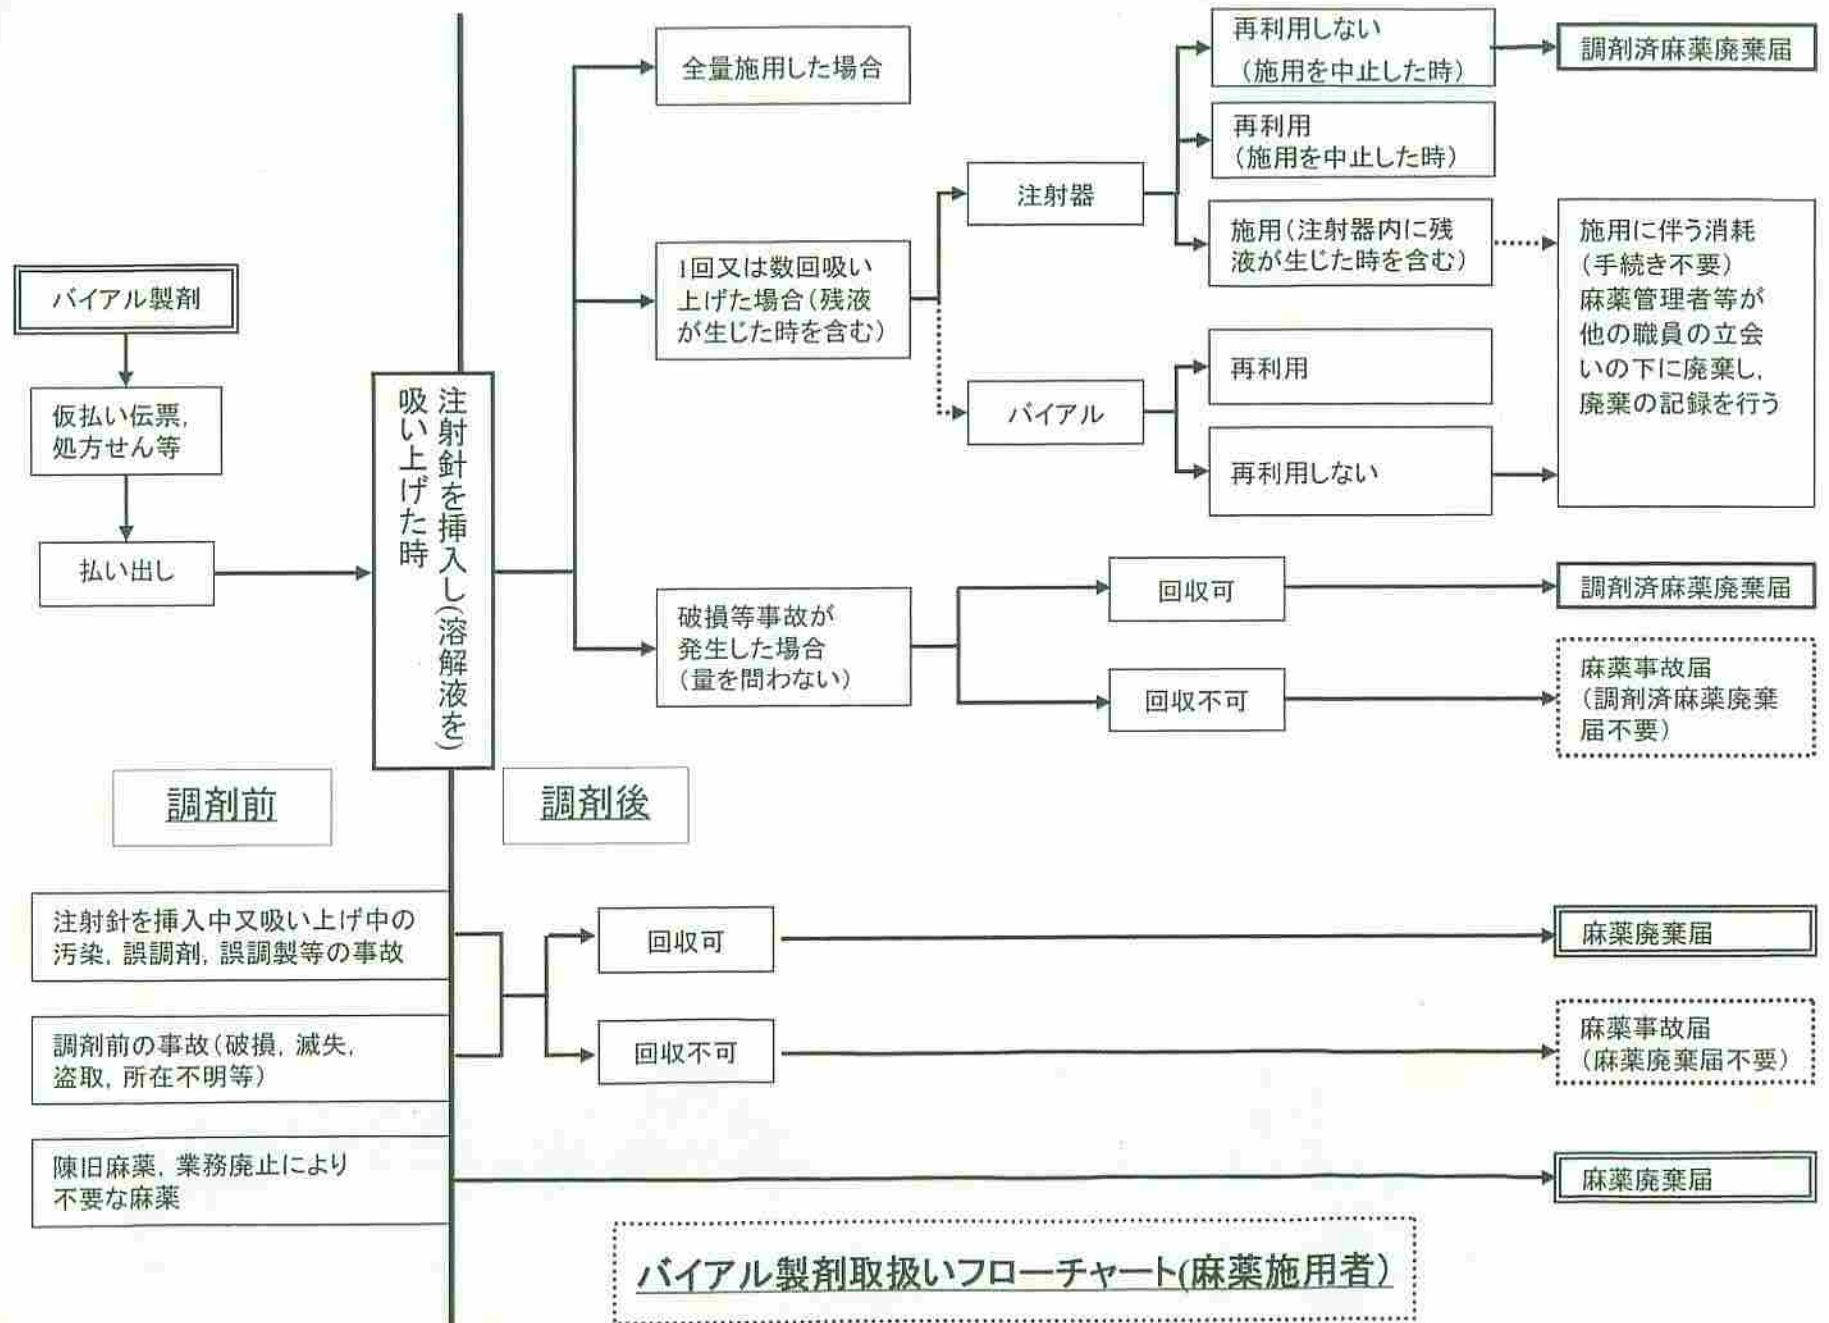 バイアル製剤
仮払い伝票,
処方せん等
払い出し
注射針を挿入し(溶解液を)
吸い上げた時
全量施用した場合
1回又は数回吸い
上げた場合(残液
が生じた時を含む)
注射器
バイアル
再利用しない
(施用を中止した時)
再利用
(施用を中止した時)
施用(注射器内に残
液が生じた時を含む)
再利用
再利用しない
調剤済麻薬廃棄届
施用に伴う消耗
(手続き不要)
麻薬管理者等が
他の職員の立会
いの下に廃棄し,
廃棄の記録を行う
破損等事故が
発生した場合
(量を問わない)
回収可
回収不可
調剤済麻薬廃棄届
麻薬事故届
(調剤済麻薬廃棄
届不要)
調剤前
調剤後
注射針を挿入中又吸い上げ中の
汚染, 誤調剤, 誤調製等の事故
調剤前の事故(破損, 滅失,
盗取, 所在不明等)
回収可
回収不可
麻薬廃棄届
麻薬事故届
(麻薬廃棄届不要)
陳旧麻薬, 業務廃止により
不要な麻薬
麻薬廃棄届
バイアル製剤取扱いフローチャート(麻薬施用者)